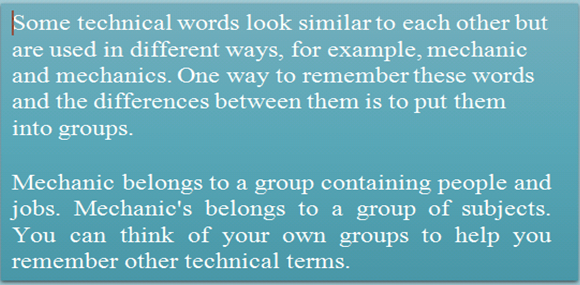 Some technical words look similar to each other but
are used in different ways, for example, mechanic
and mechanics. One way to remember these words
and the differences between them is to put them
into groups.
Mechanic belongs to a group containing people and
jobs. Mechanic's belongs to a group of subjects.
You can think of your own groups to help you
remember other technical terms.